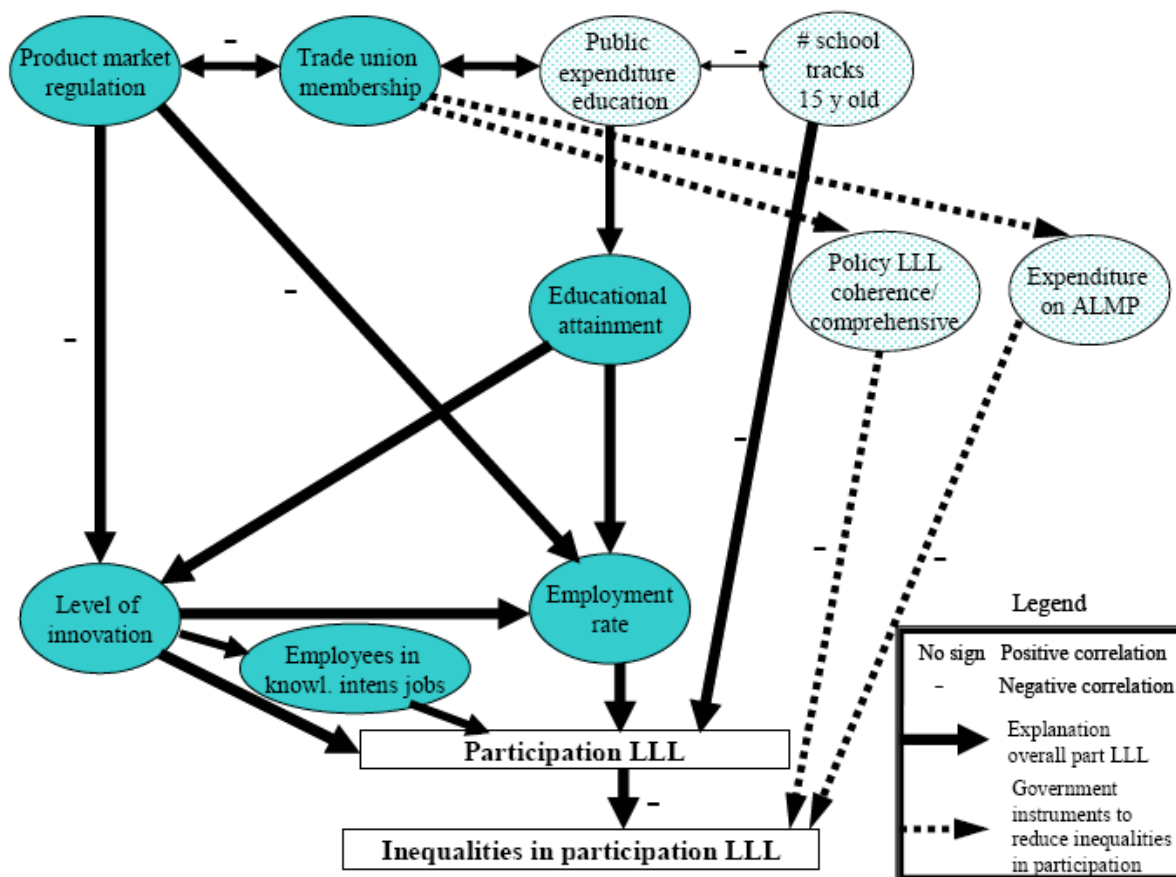 Product market
regulation
-
Trade union
membership
Public
expenditure
education
-
# school
tracks
15 y old
-
-
Educational
attainment
Policy LLL
coherence/
comprehensive
Expenditure
on ALMP
-
-
-
Level of
innovation
Employment
rate
Employees in
knowl. intens jobs
Participation LLL
-
Inequalities in participation LLL
Legend
No sign Positive correlation
- Negative correlation
Explanation
overall part LLL
Government
instruments to
reduce inequalities
in participation